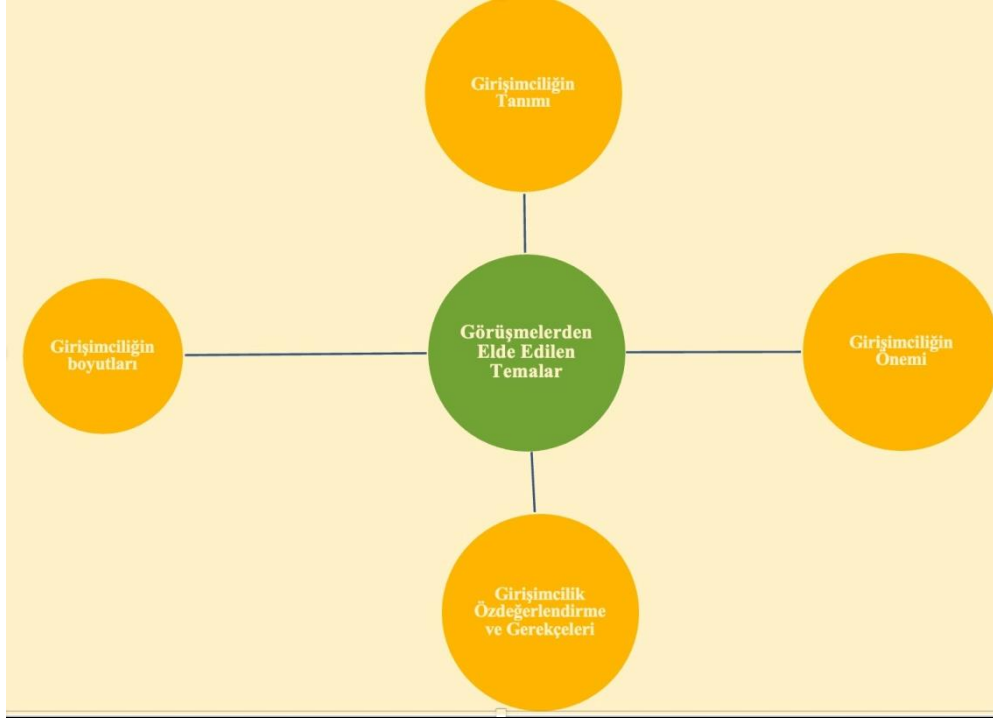 Girişimciliğin
Tanımı
Girişimciliğin
boyutları
Görüşmelerden
Elde Edilen
Temalar
Girişimciliğin
Önemi
Girişimcilik
Özdeğerlendirme
ve Gerekçeleri